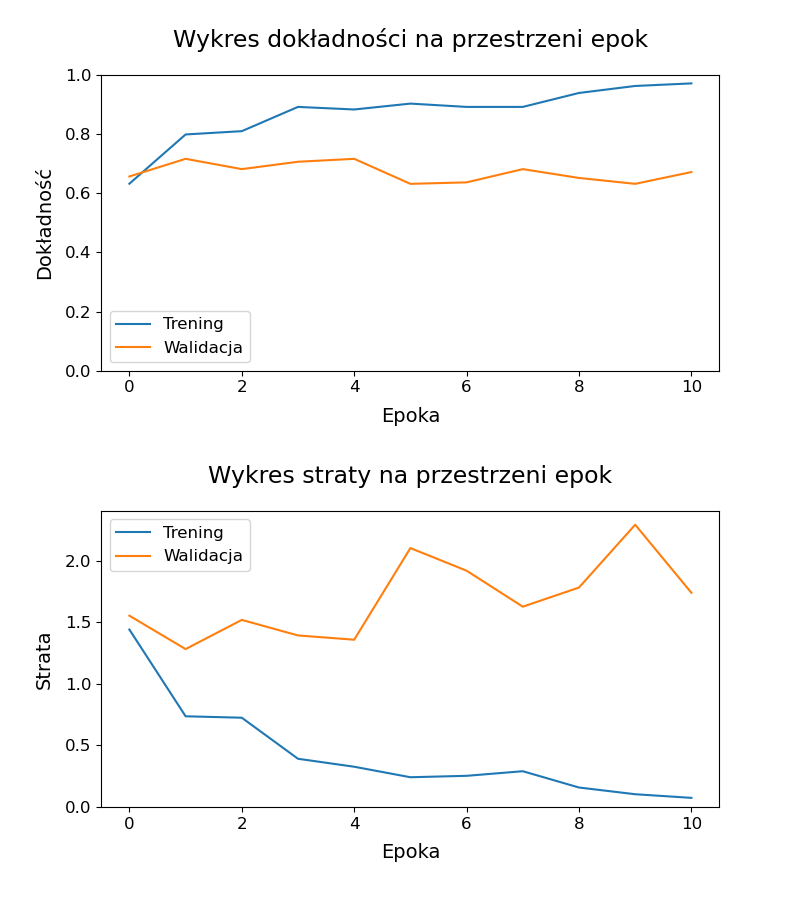 Wykres dokładności na przestrzeni epok
1.0
0.8
0.6
0.4
0.2
0.0
Dokładność
Trening
Walidacja
0 2 4 6 8 10
Epoka
Wykres straty na przestrzeni epok
Trening
Walidacja
2.0
1.5
1.0
0.5
0.0
Strata
0 2 4 6 8 10
Epoka